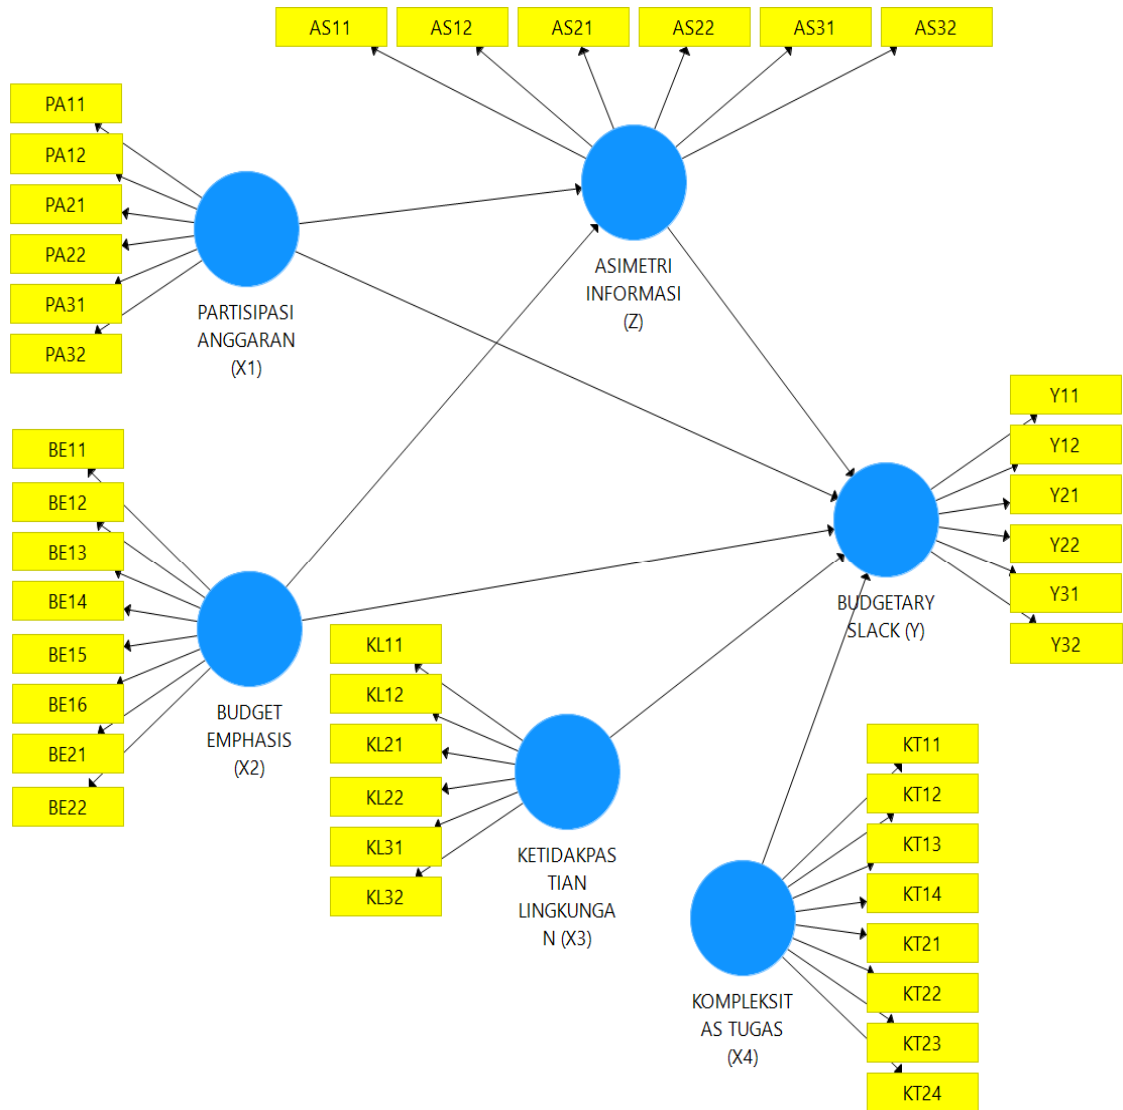 AS11
AS12
AS21
AS22
AS31
AS32
PA11
PA12
PA21
PA22
PA31
PA32
PARTISIPASI
ANGGARAN
(X1)
ASIMETRI
INFORMASI
(Z)
BE11
BE12
BE13
BE14
BE15
BE16
BE21
BE22
BUDGET
EMPHASIS
(X2)
Y11
Y12
Y21
Y22
Y31
Y32
BUDGETARY
SLACK (Y)
KL11
KL12
KL21
KL22
KL31
KL32
KETIDAKPAS
TIAN
LINGKUNGA
N (X3)
KT11
KT12
KT13
KT14
KT21
KT22
KT23
KT24
KOMPLEKSIT
AS TUGAS
(X4)